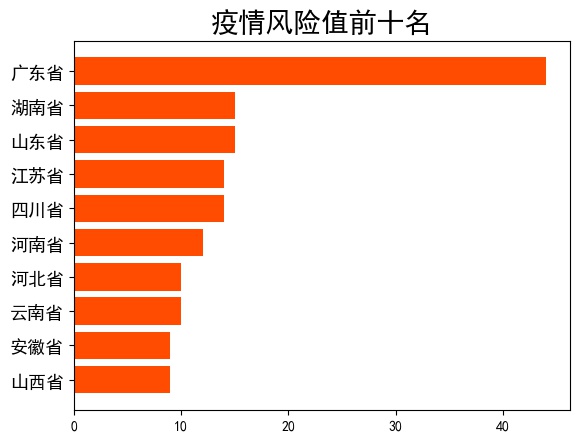 疫情风险值前十名
广东省
湖南省
山东省
江苏省
四川省
河南省
河北省
云南省
安徽省
山西省
0 10 20 30 40